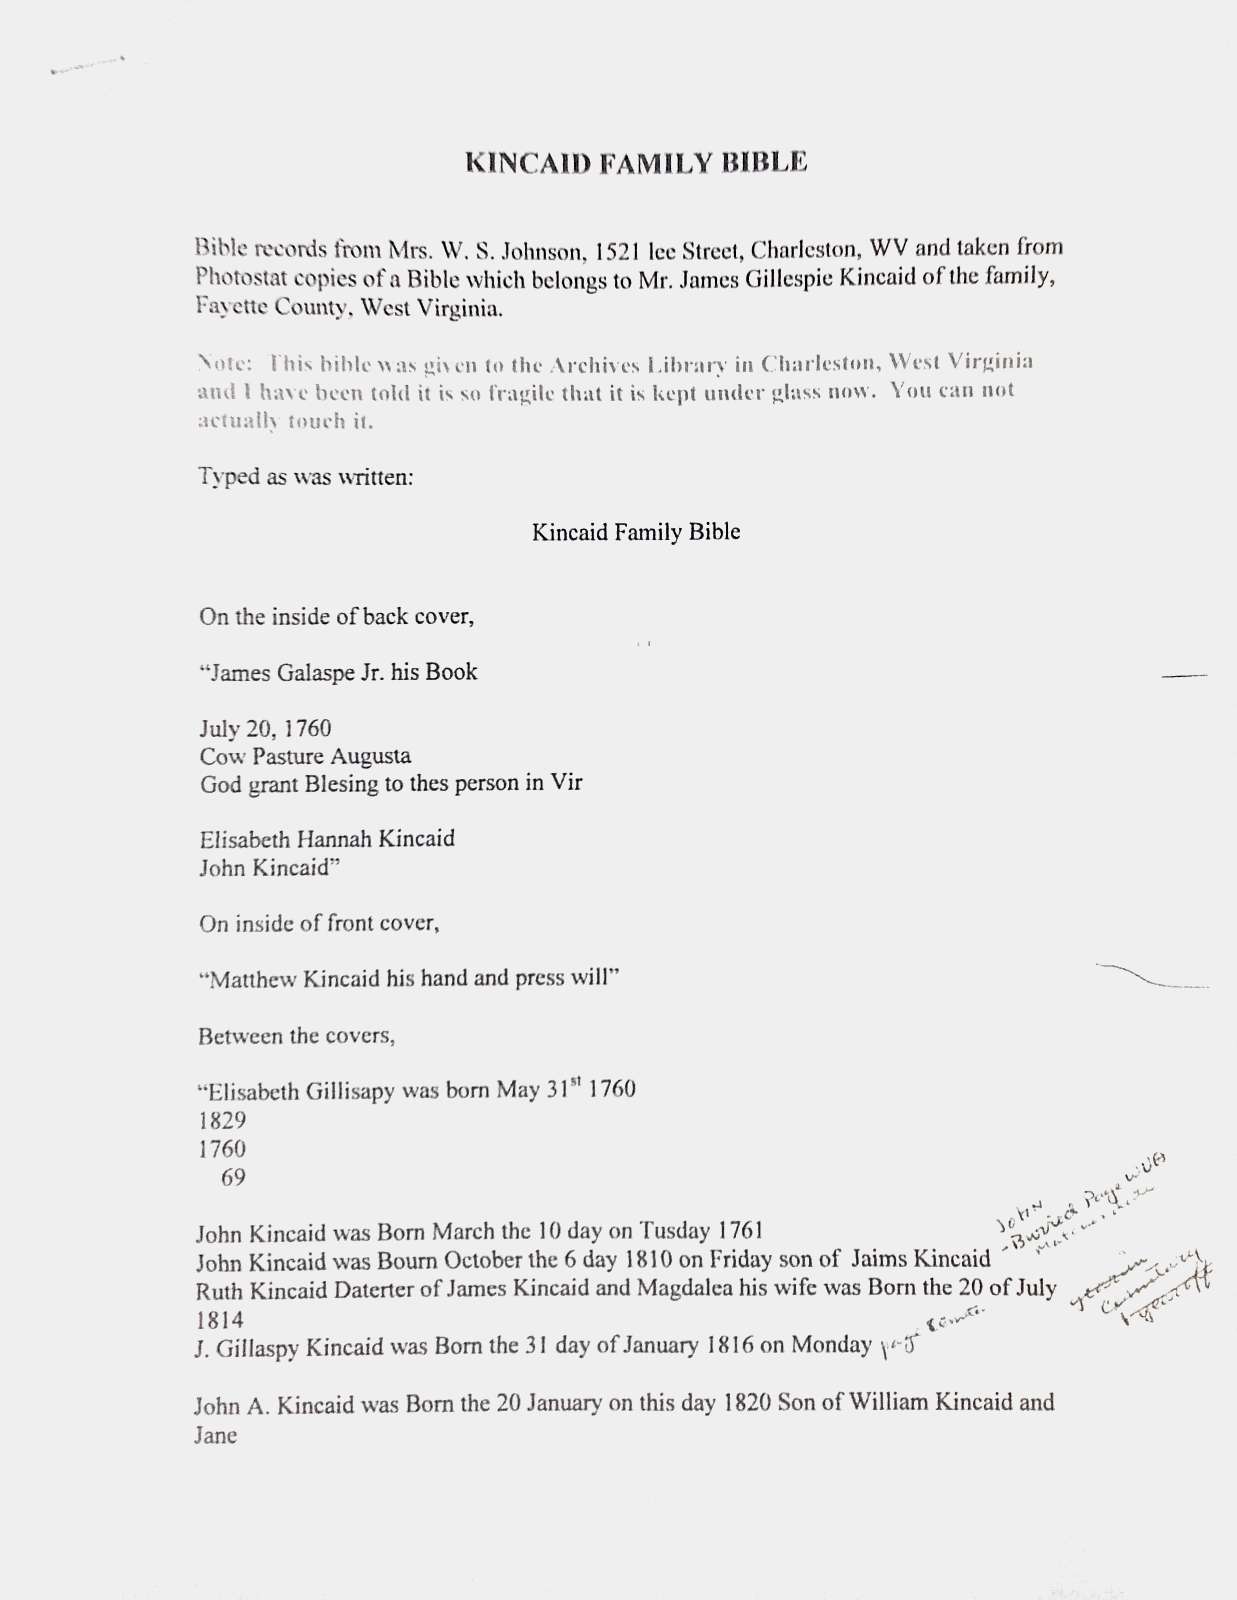 KINCAID FAMILY BIBLE
Bible records from Mrs. W. S. Johnson, 1521 lee Street, Charleston, WV and taken from
Photostat copies of a Bible which belongs to Mr. James Gillespie Kincaid of the family,
Fayette County, West Virginia.
Note: This bible was given to the Archives Library in Charleston, West Virginia
and I have been told it is so fragile that it is kept under glass now. You can not
actually touch it.
Typed as was written:
Kincaid Family Bible
On the inside of back cover,
“James Galaspe Jr. his Book
July 20, 1760
Cow Pasture Augusta
God grant Blesing to thes person in Vir
Elisabeth Hannah Kincaid
John Kincaid”
On inside of front cover,
“Matthew Kincaid his hand and press will”
Between the covers,
“Elisabeth Gillisapy was born May 31st 1760
1829
1760
69
John Kincaid was Born March the 10 day on Tusday 1761
John Kincaid was Bourn October the 6 day 1810 on Friday son of Jaims Kincaid
John
- Burried Page WVA
Ruth Kincaid Daterter of James Kincaid and Magdalea his wife was Born the 20 of July
1814
Cemetary
J. Gillaspy Kincaid was Born the 31 day of January 1816 on Monday page
John A. Kincaid was Born the 20 January on this day 1820 Son of William Kincaid and
Jane